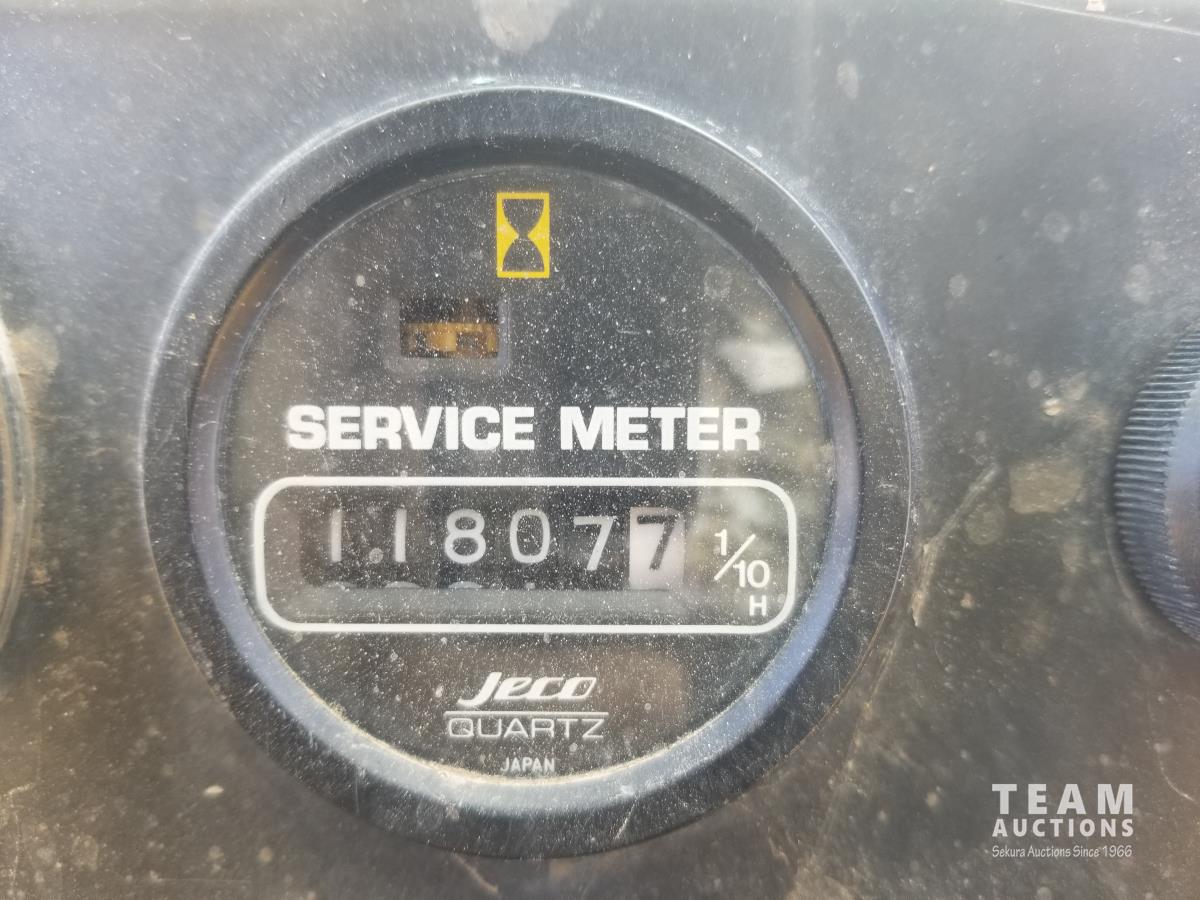 SERVICE METER
118077 1/10
H
Jeco
QUARTZ
JAPAN
TEAM
AUCTIONS
Sekura Auctions Since 1966